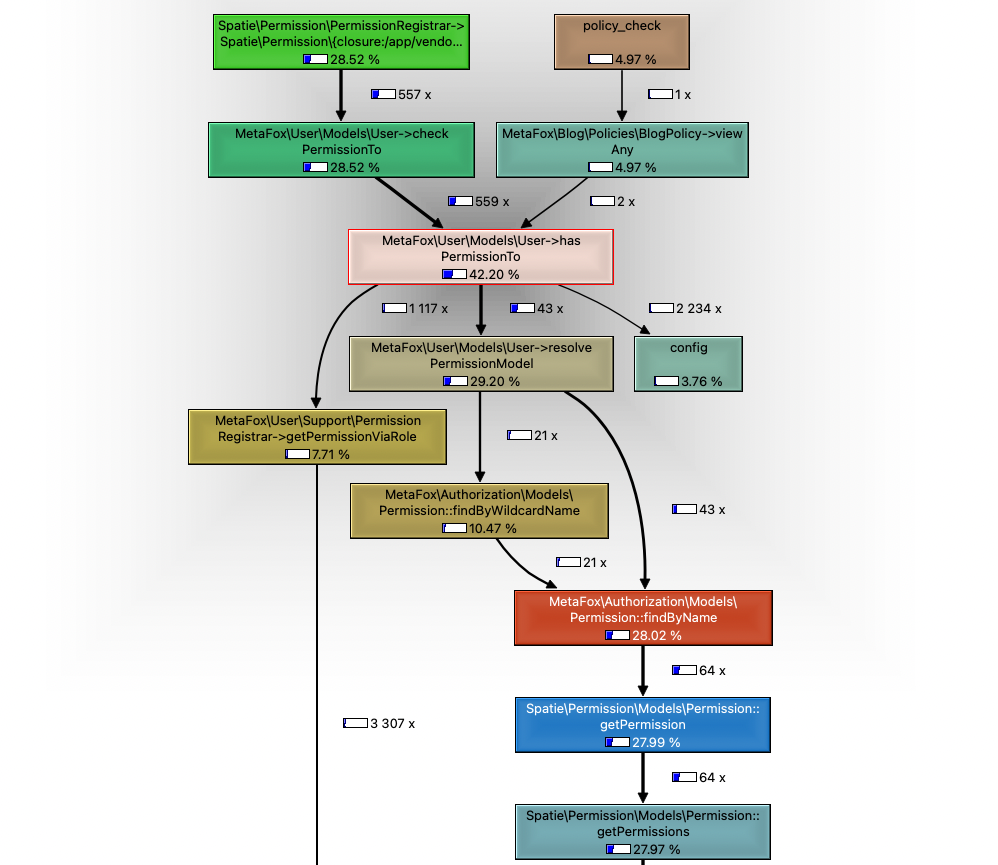 Spatie\Permission\PermissionRegistrar->
Spatie\Permission\{closure:/app/vendo...
28.52 %
policy_check
4.97 %
557 x
1 x
MetaFox\User\Models\User->check
PermissionTo
28.52 %
MetaFox\Blog\Policies\BlogPolicy->view
Any
4.97 %
559 x
2 x
MetaFox\User\Models\User->has
PermissionTo
42.20 %
1 117 x
43 x
2 234 x
MetaFox\User\Models\User->resolve
PermissionModel
29.20 %
config
3.76 %
MetaFox\User\Support\Permission
Registrar->getPermissionViaRole
7.71 %
21 x
MetaFox\Authorization\Models\
Permission::findByWildcardName
10.47 %
43 x
21 x
MetaFox\Authorization\Models\
Permission::findByName
28.02 %
64 x
Spatie\Permission\Models\Permission::
getPermission
27.99 %
3 307 x
64 x
Spatie\Permission\Models\Permission::
getPermissions
27.97 %